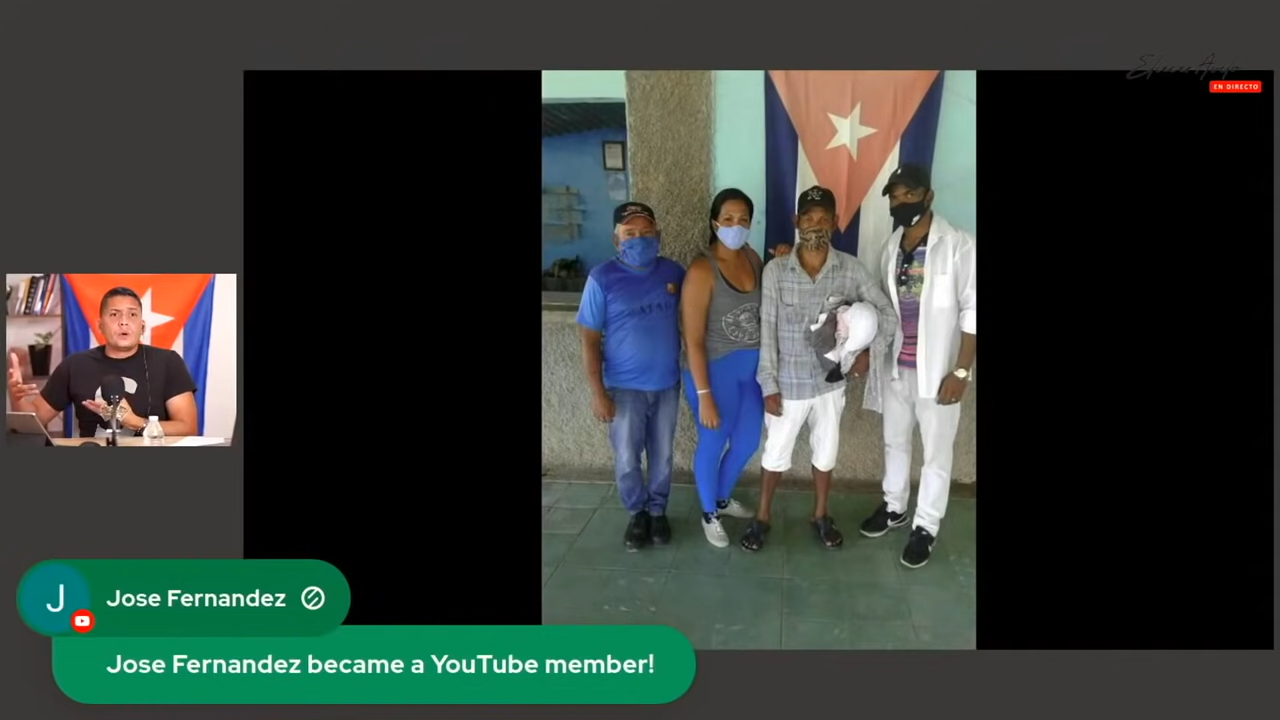 EN DIRECTO
Jose Fernandez
J
Jose Fernandez became a YouTube member!